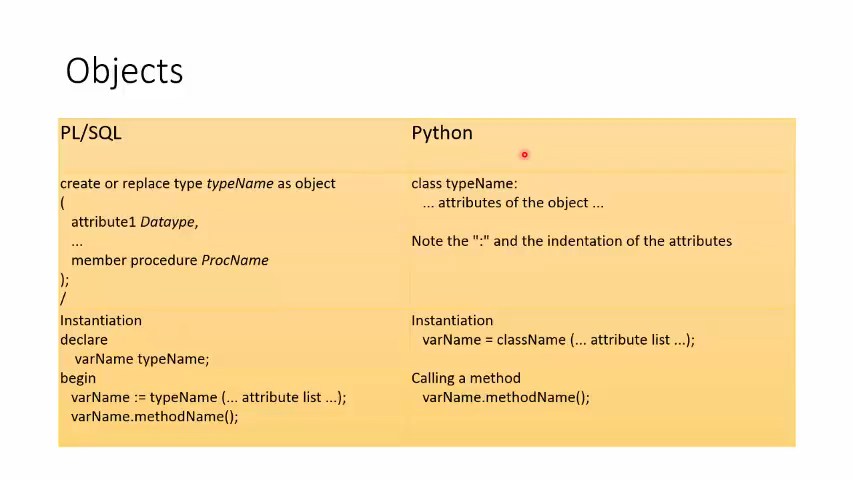 Objects
PL/SQL
Python
create or replace type typeName as object
(
attribute1 Dataype,
...
member procedure ProcName
);
/
class typeName:
... attributes of the object ...
Note the ":" and the indentation of the attributes
Instantiation
declare
varName typeName;
begin
varName := typeName (... attribute list ...);
varName.methodName();
Instantiation
varName = className (... attribute list ...);
Calling a method
varName.methodName();